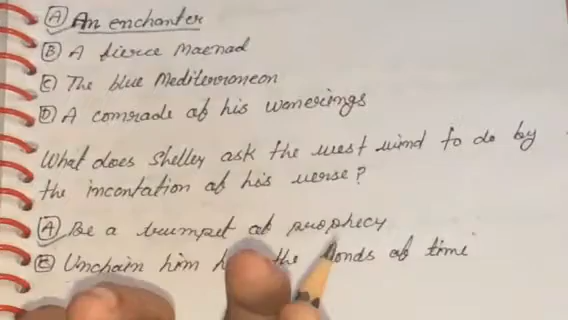 (A) An enchanter
(B) A fierce Maenad
(C) The blue Mediterranean
(D) A comrade of his wanerings
What does Shelley ask the west wind to do by
the incantation of his verse?
(A) Be a trumpet of prophecy
Unchain him the bonds of time